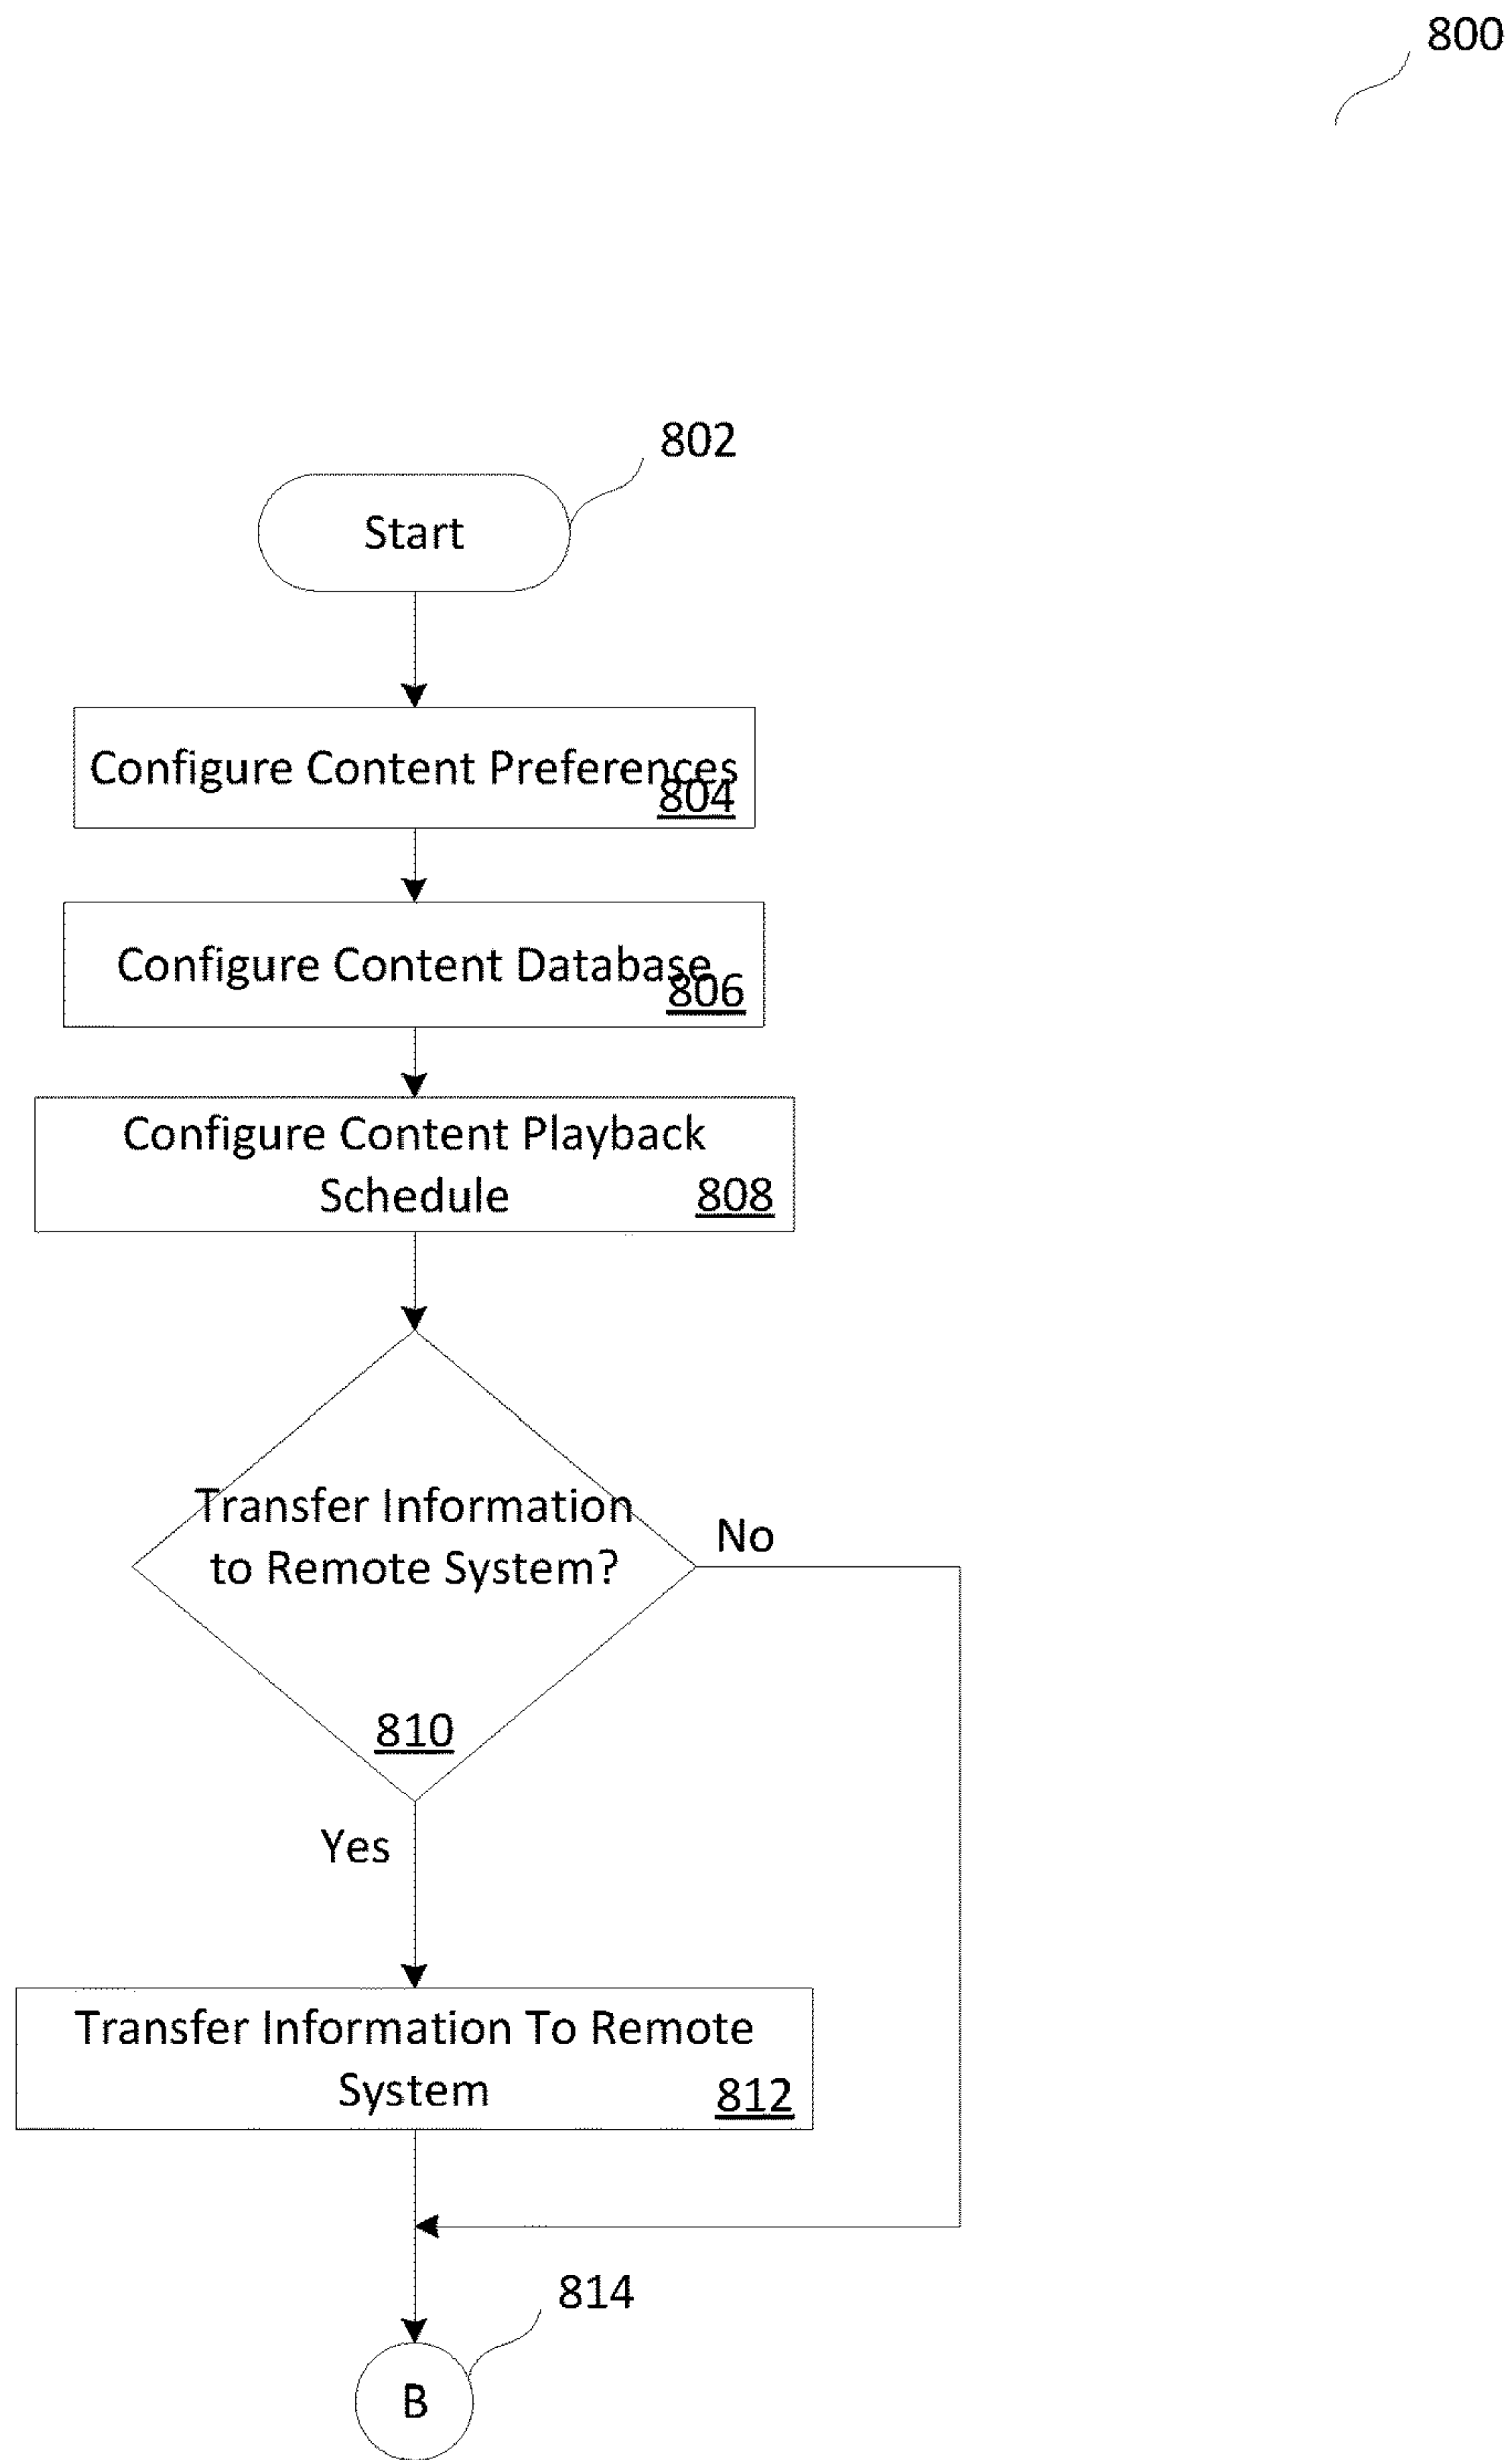 800
802
Start
Configure Content Preferences
804
Configure Content Database
806
Configure Content Playback
Schedule
808
Transfer Information
to Remote System?
No
810
Yes
Transfer Information To Remote
System
812
814
B